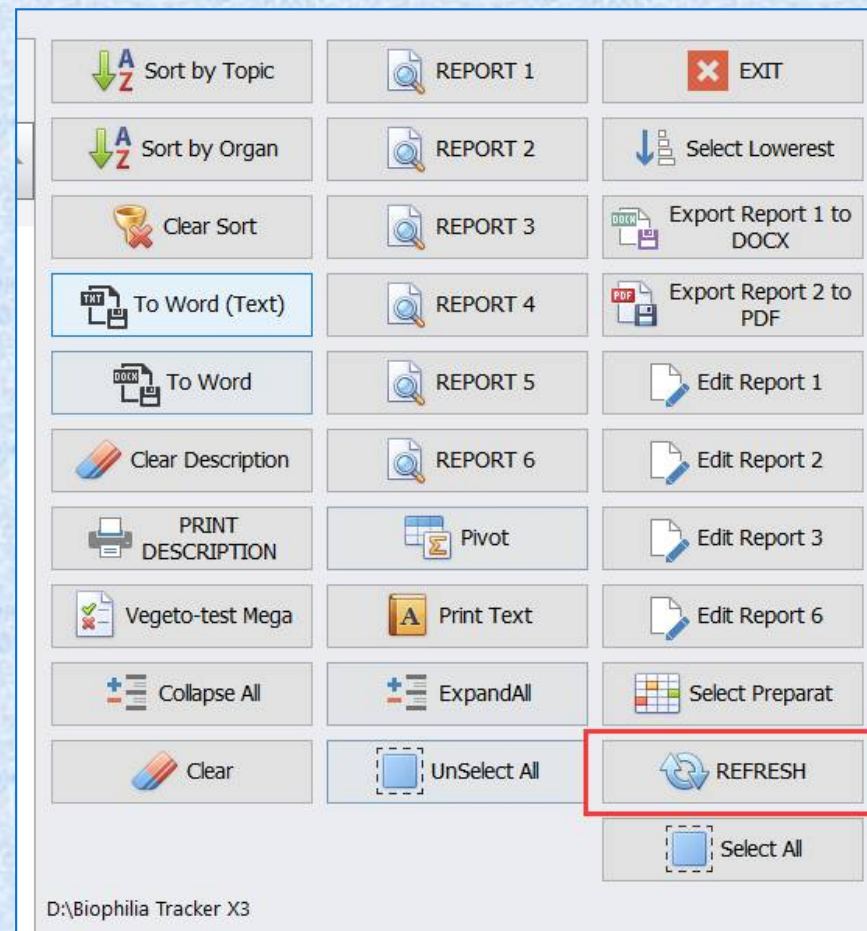 Sort by Topic
REPORT 1
EXIT
Sort by Organ
REPORT 2
Select Lowerest
Clear Sort
REPORT 3
Export Report 1 to
DOCX
To Word (Text)
REPORT 4
Export Report 2 to
PDF
To Word
REPORT 5
Edit Report 1
Clear Description
REPORT 6
Edit Report 2
PRINT
DESCRIPTION
Pivot
Edit Report 3
Vegeto-test Mega
Print Text
Edit Report 6
Collapse All
ExpandAll
Select Preparat
Clear
UnSelect All
REFRESH
Select All
D:\Biophilia Tracker X3